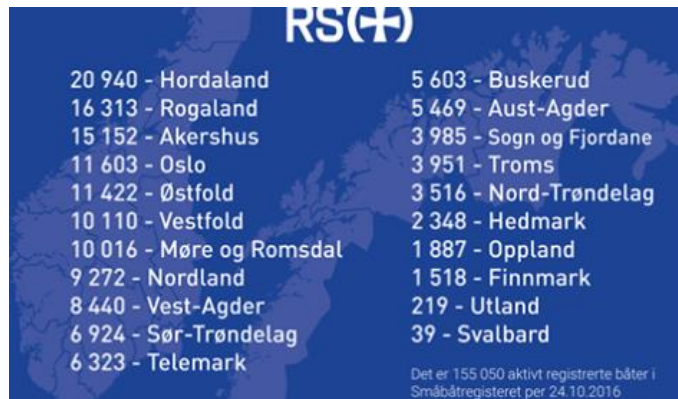 RS
20 940 - Hordaland
16 313 - Rogaland
15 152 - Akershus
11 603 - Oslo
11 422 - Østfold
10 110 - Vestfold
10 016 - Møre og Romsdal
9 272 - Nordland
8 440 - Vest-Agder
6 924 - Sør-Trøndelag
6 323 - Telemark
5 603 - Buskerud
5 469 - Aust-Agder
3 985 - Sogn og Fjordane
3 951 - Troms
3 516 - Nord-Trøndelag
2 348 - Hedmark
1 887 - Oppland
1 518 - Finnmark
219 - Utland
39 - Svalbard
Det er 155 050 aktivt registrerte båter i
Småbåtregisteret per 24.10.2016